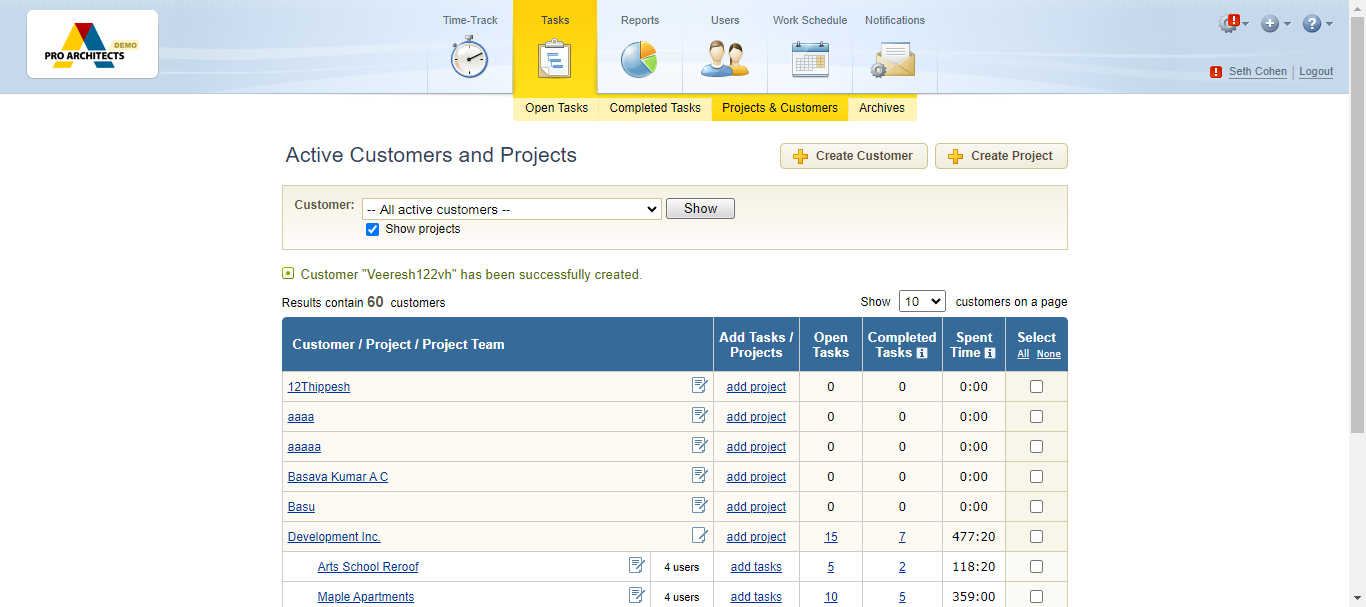 PRO ARCHITECTS DEMO
Time-Track Tasks Reports Users Work Schedule Notifications
Seth Cohen | Logout
Open Tasks Completed Tasks Projects & Customers Archives
Active Customers and Projects
Create Customer Create Project
Customer: -- All active customers -- Show
Show projects
Customer "Veeresh122vh" has been successfully created.
Results contain 60 customers Show 10 customers on a page
Customer / Project / Project Team Add Tasks / Projects Open Tasks Completed Tasks Spent Time Select All None
12Thippesh add project 0 0 0:00
aaaa add project 0 0 0:00
aaaaa add project 0 0 0:00
Basava Kumar A C add project 0 0 0:00
Basu add project 0 0 0:00
Development Inc. add project 15 7 477:20
Arts School Reroof 4 users add tasks 5 2 118:20
Maple Apartments 4 users add tasks 10 5 359:00